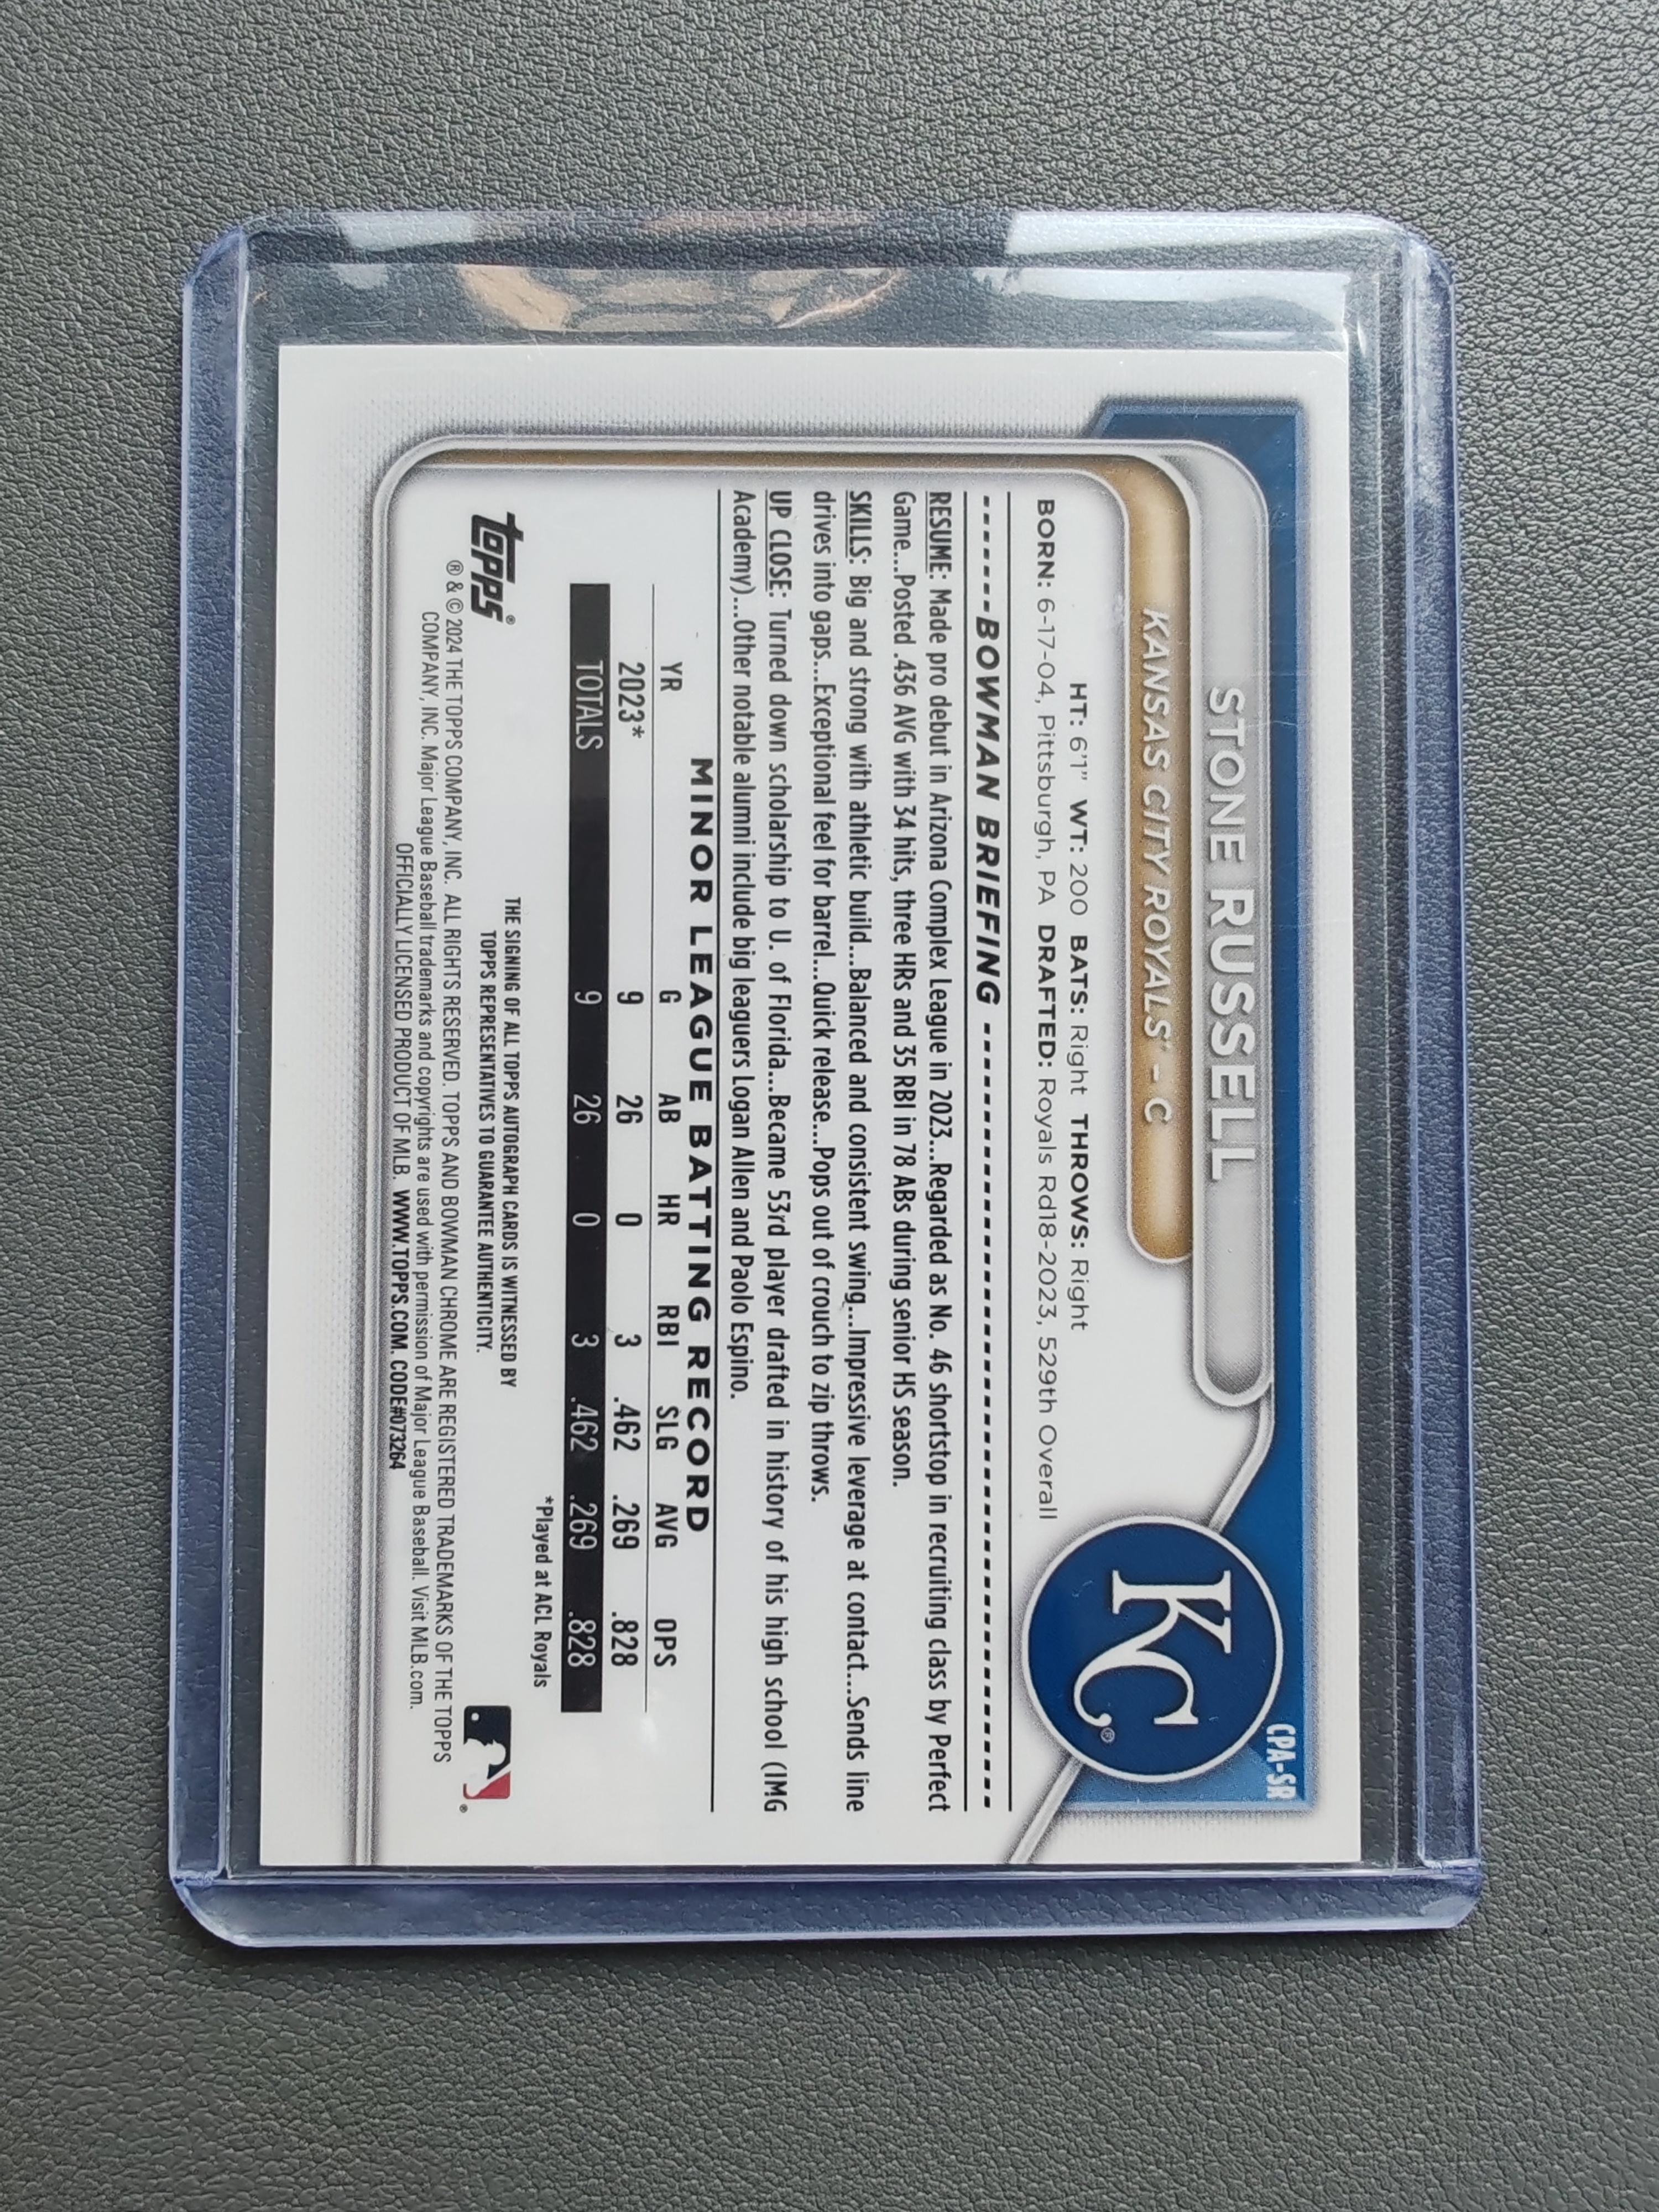 CPA-SR
STONE RUSSELL
KANSAS CITY ROYALS® - C
KC®
HT: 6'1" WT: 200 BATS: Right THROWS: Right
BORN: 6-17-04, Pittsburgh, PA DRAFTED: Royals Rd18-2023, 529th Overall
BOWMAN BRIEFING
RESUME: Made pro debut in Arizona Complex League in 2023...Regarded as No. 46 shortstop in recruiting class by Perfect
Game...Posted .436 AVG with 34 hits, three HRs and 35 RBI in 78 ABs during senior HS season.
SKILLS: Big and strong with athletic build...Balanced and consistent swing...Impressive leverage at contact...Sends line
drives into gaps...Exceptional feel for barrel...Quick release...Pops out of crouch to zip throws.
UP CLOSE: Turned down scholarship to U. of Florida...Became 53rd player drafted in history of his high school (IMG
Academy)...Other notable alumni include big leaguers Logan Allen and Paolo Espino.
MINOR LEAGUE BATTING RECORD
YR G AB HR RBI SLG AVG OPS
2023* 9 26 0 3 .462 .269 .828
TOTALS 9 26 0 3 .462 .269 .828
*Played at ACL Royals
topps®
THE SIGNING OF ALL TOPPS AUTOGRAPH CARDS IS WITNESSED BY
TOPPS REPRESENTATIVES TO GUARANTEE AUTHENTICITY.
® & © 2024 THE TOPPS COMPANY, INC. ALL RIGHTS RESERVED. TOPPS AND BOWMAN CHROME ARE REGISTERED TRADEMARKS OF THE TOPPS
COMPANY, INC. Major League Baseball trademarks and copyrights are used with permission of Major League Baseball. Visit MLB.com.
OFFICIALLY LICENSED PRODUCT OF MLB. WWW.TOPPS.COM. CODE#073264